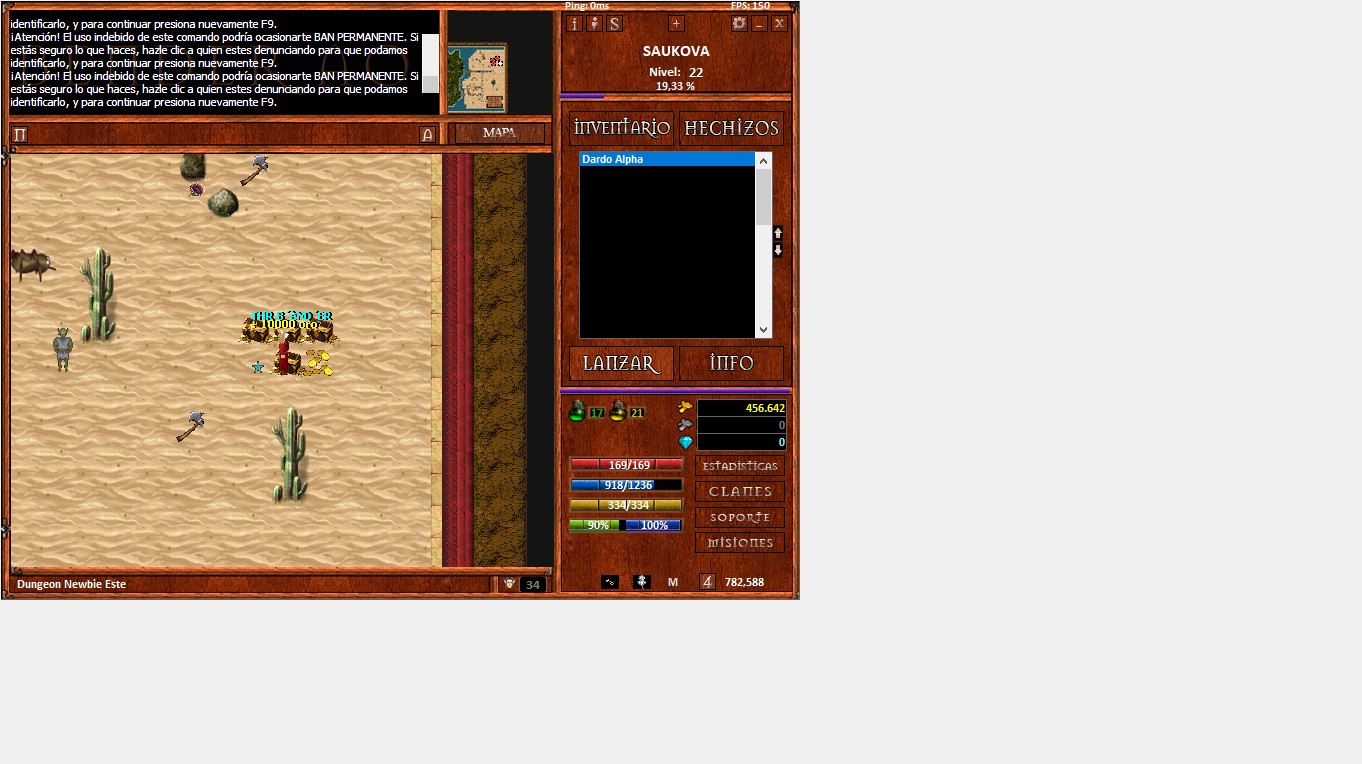 Ping: 0ms
FPS: 150
identificarlo, y para continuar presiona nuevamente F9.
¡Atención! El uso indebido de este comando podría ocasionarte BAN PERMANENTE. Si
estás seguro lo que haces, hazle clic a quien estes denunciando para que podamos
identificarlo, y para continuar presiona nuevamente F9.
¡Atención! El uso indebido de este comando podría ocasionarte BAN PERMANENTE. Si
estás seguro lo que haces, hazle clic a quien estes denunciando para que podamos
identificarlo, y para continuar presiona nuevamente F9.
i
S
+
_
X
SAUKOVA
Nivel: 22
19,33 %
A
MAPA
INVENTARIO
HECHIZOS
Dardo Alpha
10000 oro
LANZAR
INFO
17
21
456.642
0
0
169/169
918/1236
334/334
90%
100%
ESTADISTICAS
CLANES
SOPORTE
MISIONES
Dungeon Newbie Este
34
M
4
782,588